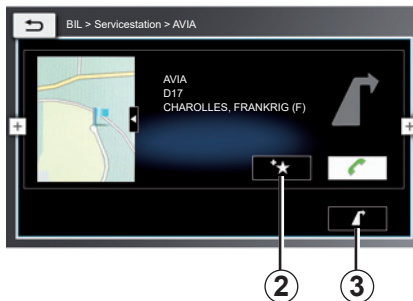 BIL > Servicestation > AVIA
AVIA
D17
CHAROLLES, FRANKRIG (F)
2
3